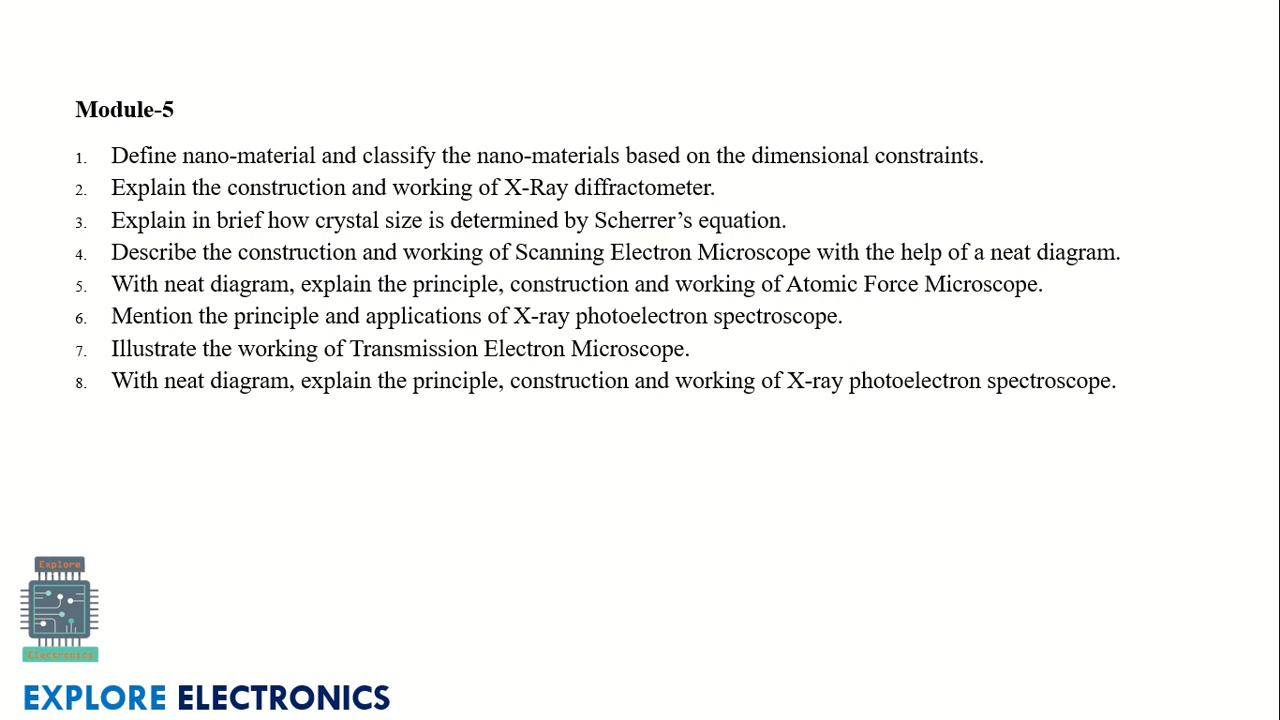 Module-5
1. Define nano-material and classify the nano-materials based on the dimensional constraints.
2. Explain the construction and working of X-Ray diffractometer.
3. Explain in brief how crystal size is determined by Scherrer’s equation.
4. Describe the construction and working of Scanning Electron Microscope with the help of a neat diagram.
5. With neat diagram, explain the principle, construction and working of Atomic Force Microscope.
6. Mention the principle and applications of X-ray photoelectron spectroscope.
7. Illustrate the working of Transmission Electron Microscope.
8. With neat diagram, explain the principle, construction and working of X-ray photoelectron spectroscope.
Explore
Electronics
EXPLORE ELECTRONICS